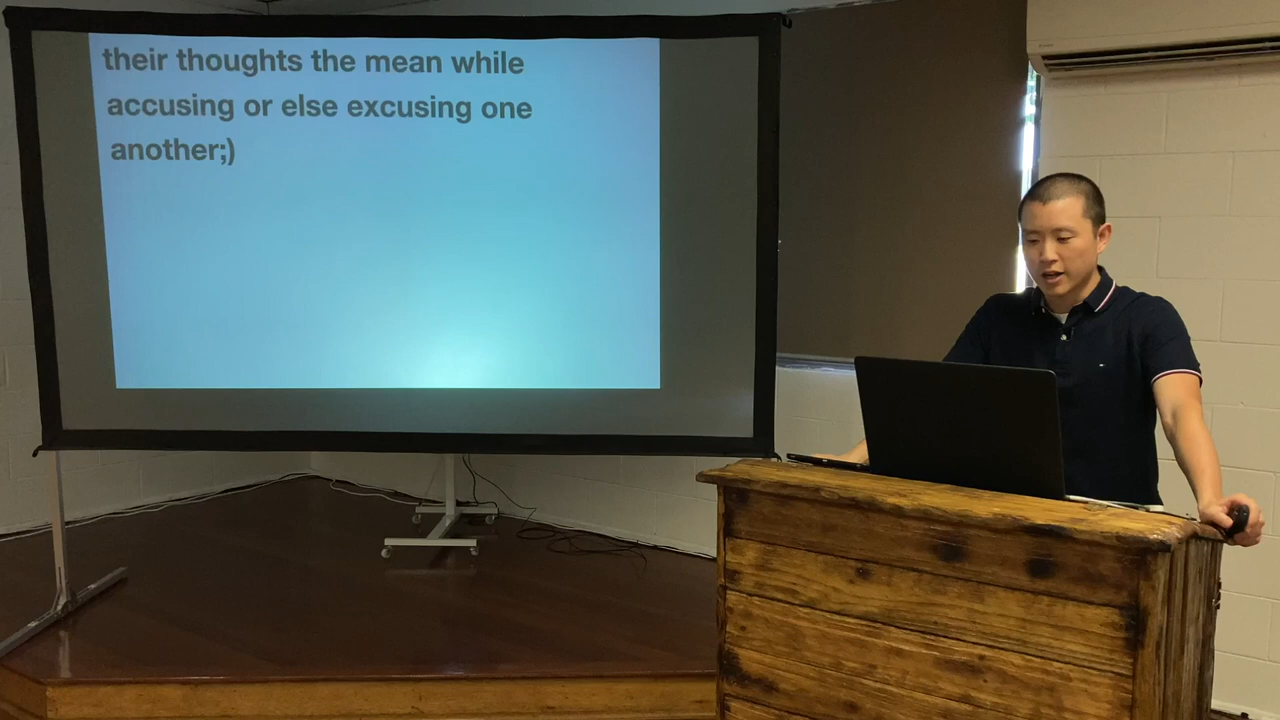 their thoughts the mean while
accusing or else excusing one
another;)